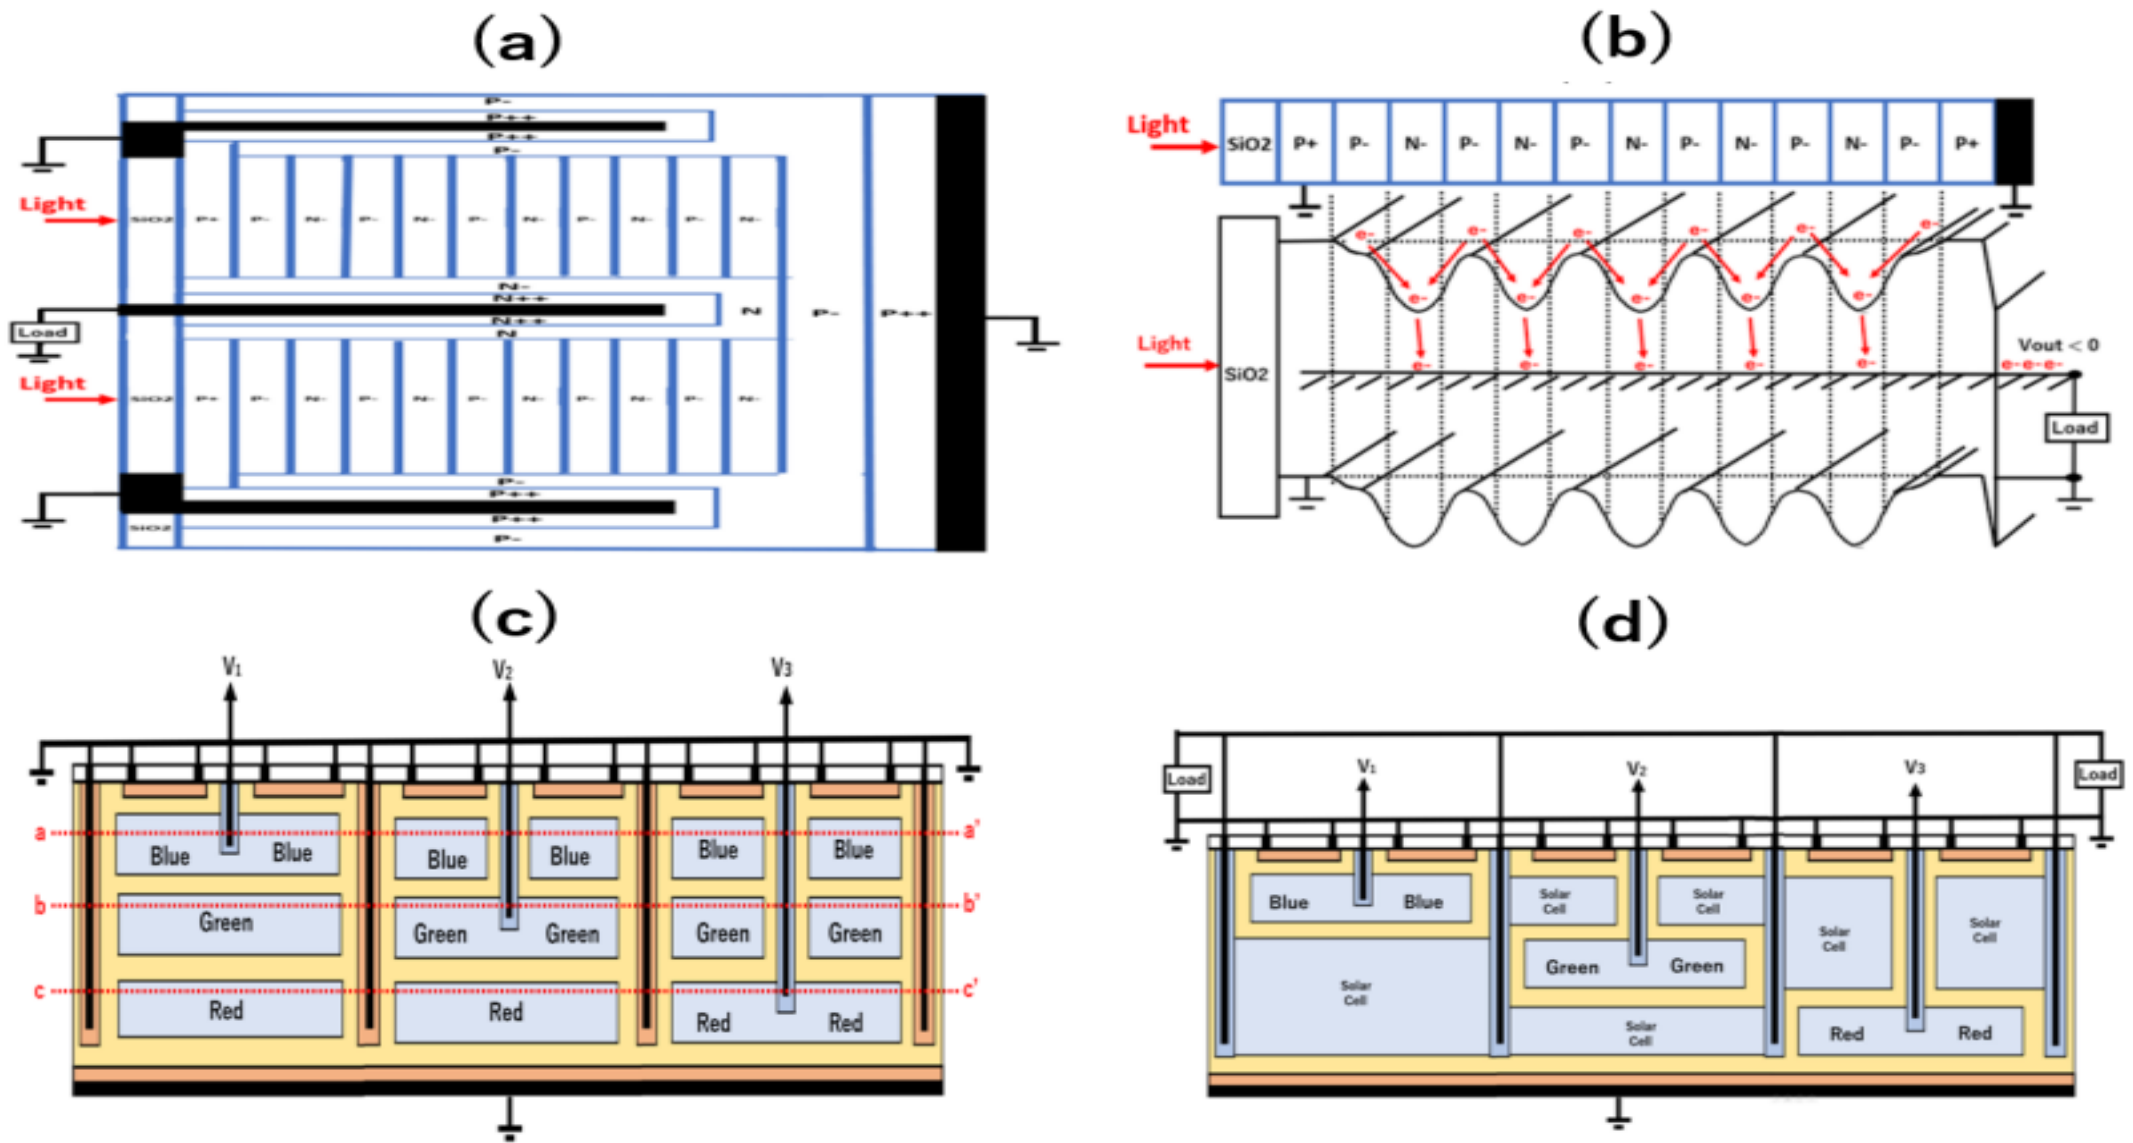 (a)
P-
P++
P++
P-
Light
SiO2 P+ P- N- P- N- P- N- P- N- P- N-
N-
N++
N++
N
N
P-
P++
Load
Light
SiO2 P+ P- N- P- N- P- N- P- N- P- N-
P-
P++
P++
SiO2
P-
(b)
Light
SiO2 P+ P- N- P- N- P- N- P- N- P- N- P- P+
e- e- e- e- e- e-
e- e- e- e- e-
Light
SiO2
Vout < 0
e- e- e- e- e- e-e-e-
Load
(c)
V1 V2 V3
a a'
Blue Blue Blue Blue Blue Blue
b b'
Green Green Green Green Green
c c'
Red Red Red Red
(d)
Load V1 V2 V3 Load
Blue Blue Solar Cell Solar Cell Solar Cell Solar Cell
Green Green
Solar Cell
Solar Cell
Red Red